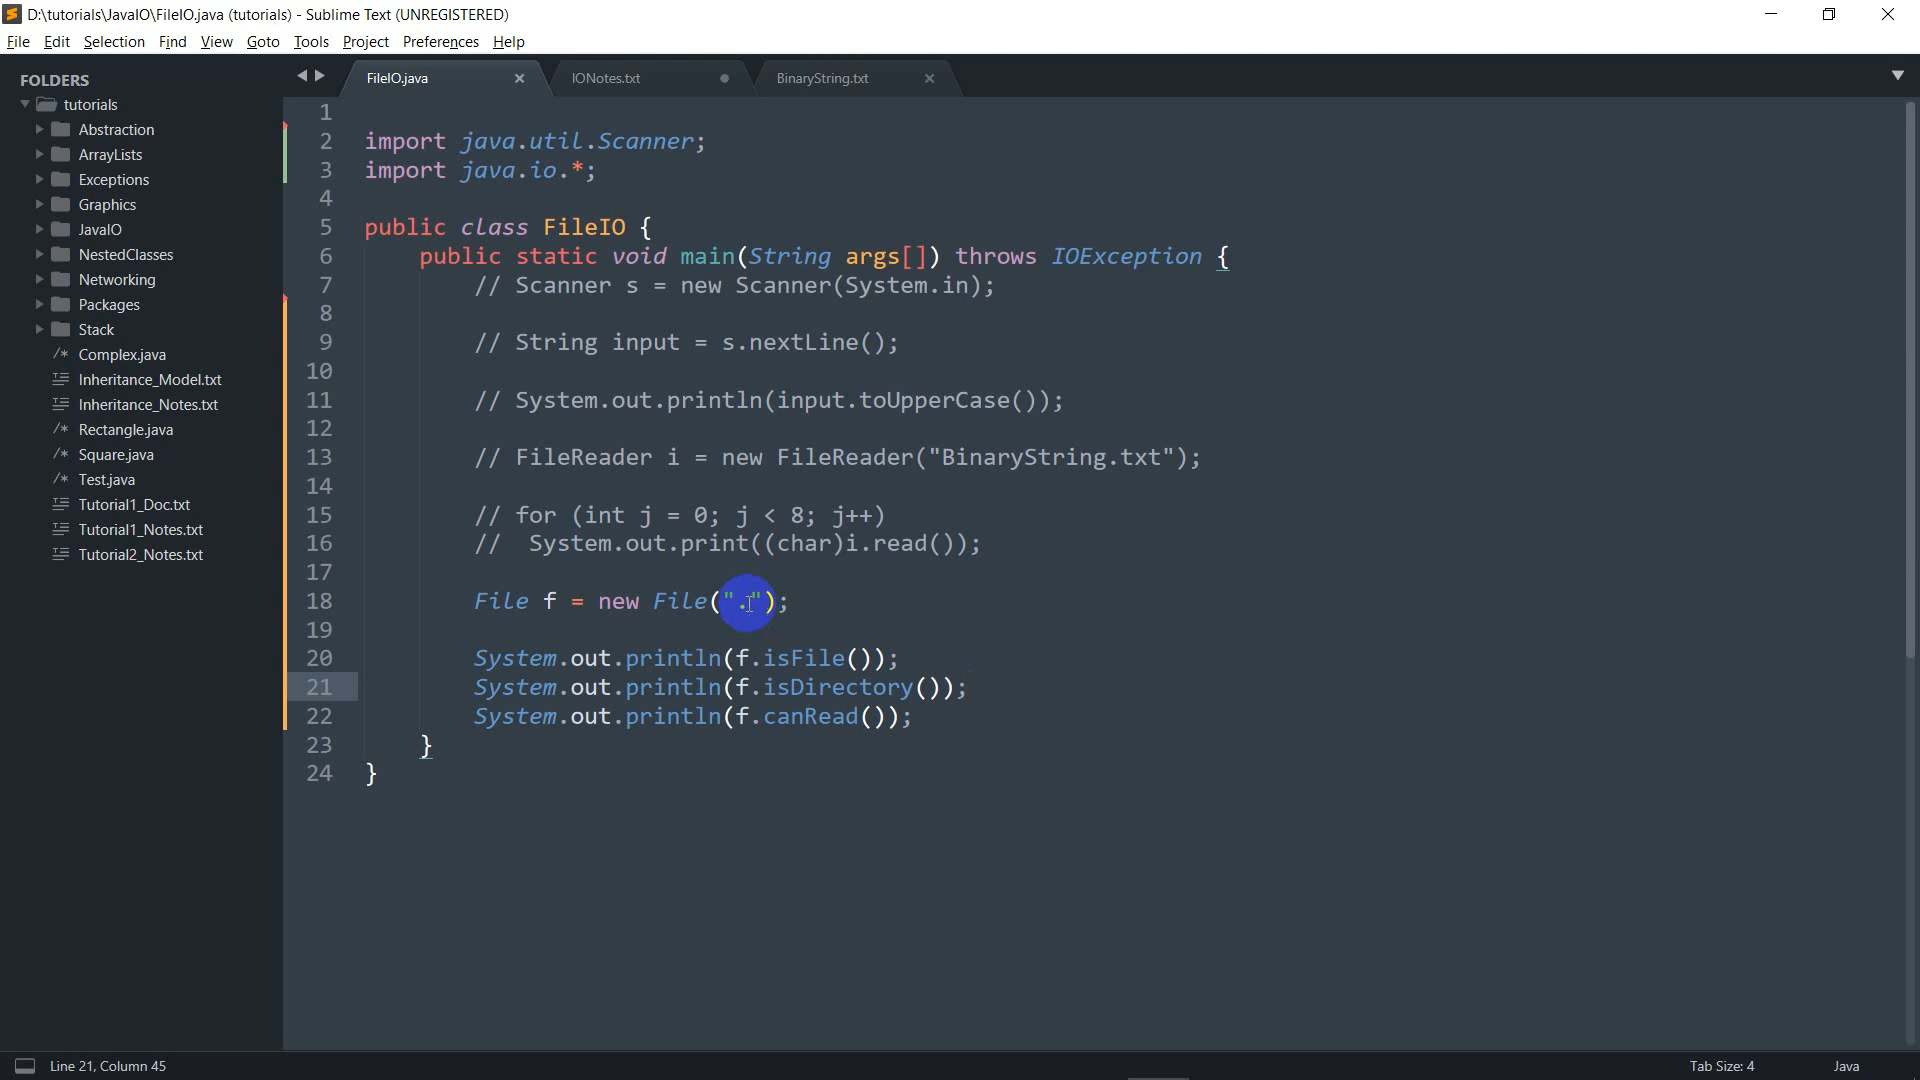 D:\tutorials\JavaIO\FileIO.java (tutorials) - Sublime Text (UNREGISTERED)
File Edit Selection Find View Goto Tools Project Preferences Help
FOLDERS
tutorials
Abstraction
ArrayLists
Exceptions
Graphics
JavaIO
NestedClasses
Networking
Packages
Stack
/* Complex.java
Inheritance_Model.txt
Inheritance_Notes.txt
/* Rectangle.java
/* Square.java
/* Test.java
Tutorial1_Doc.txt
Tutorial1_Notes.txt
Tutorial2_Notes.txt
FileIO.java IONotes.txt BinaryString.txt
1
2 import java.util.Scanner;
3 import java.io.*;
4
5 public class FileIO {
6 public static void main(String args[]) throws IOException {
7 // Scanner s = new Scanner(System.in);
8
9 // String input = s.nextLine();
10
11 // System.out.println(input.toUpperCase());
12
13 // FileReader i = new FileReader("BinaryString.txt");
14
15 // for (int j = 0; j < 8; j++)
16 // System.out.print((char)i.read());
17
18 File f = new File(".");
19
20 System.out.println(f.isFile());
21 System.out.println(f.isDirectory());
22 System.out.println(f.canRead());
23 }
24 }
Line 21, Column 45 Tab Size: 4 Java